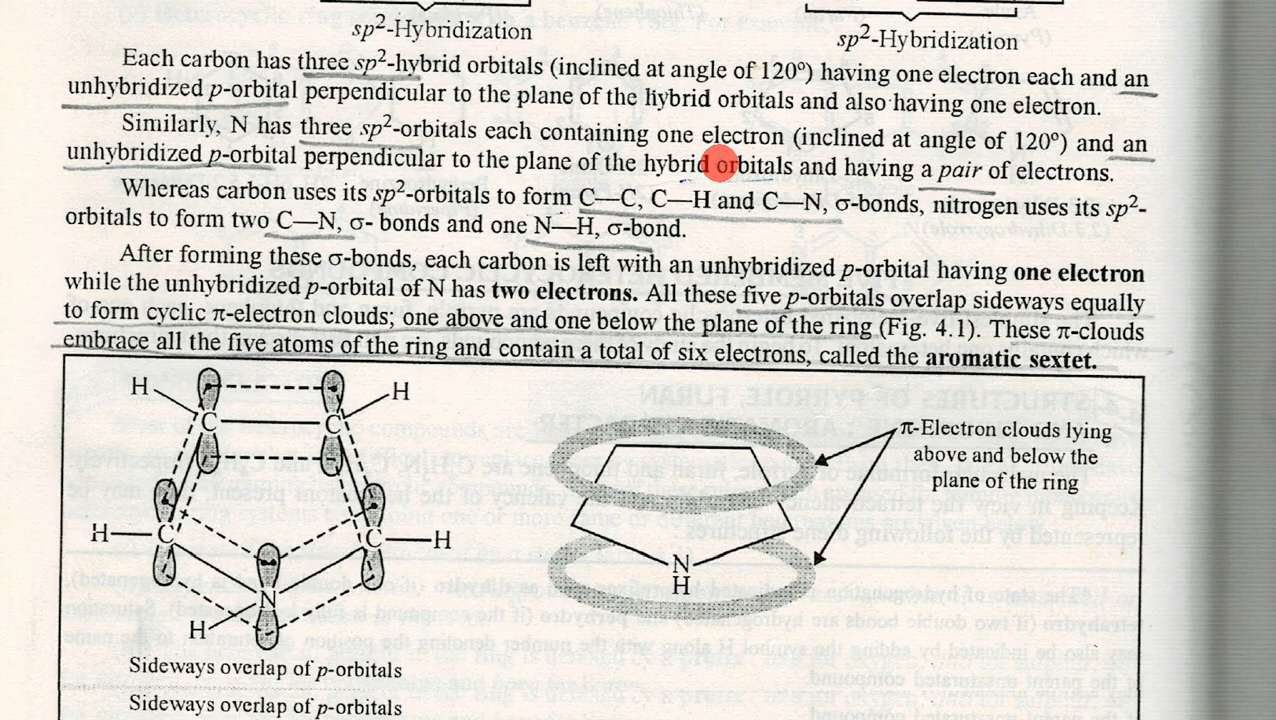 sp²-Hybridization
sp²-Hybridization
Each carbon has three sp²-hybrid orbitals (inclined at angle of 120°) having one electron each and an
unhybridized p-orbital perpendicular to the plane of the hybrid orbitals and also having one electron.
Similarly, N has three sp²-orbitals each containing one electron (inclined at angle of 120°) and an
unhybridized p-orbital perpendicular to the plane of the hybrid orbitals and having a pair of electrons.
Whereas carbon uses its sp²-orbitals to form C—C, C—H and C—N, σ-bonds, nitrogen uses its sp²-
orbitals to form two C—N, σ- bonds and one N—H, σ-bond.
After forming these σ-bonds, each carbon is left with an unhybridized p-orbital having one electron
while the unhybridized p-orbital of N has two electrons. All these five p-orbitals overlap sideways equally
to form cyclic π-electron clouds; one above and one below the plane of the ring (Fig. 4.1). These π-clouds
embrace all the five atoms of the ring and contain a total of six electrons, called the aromatic sextet.
H H
C C
H—C C—H
N
H
Sideways overlap of p-orbitals
Sideways overlap of p-orbitals
N
H
π-Electron clouds lying
above and below the
plane of the ring
STRUCTURES OF PYRROLE, FURAN